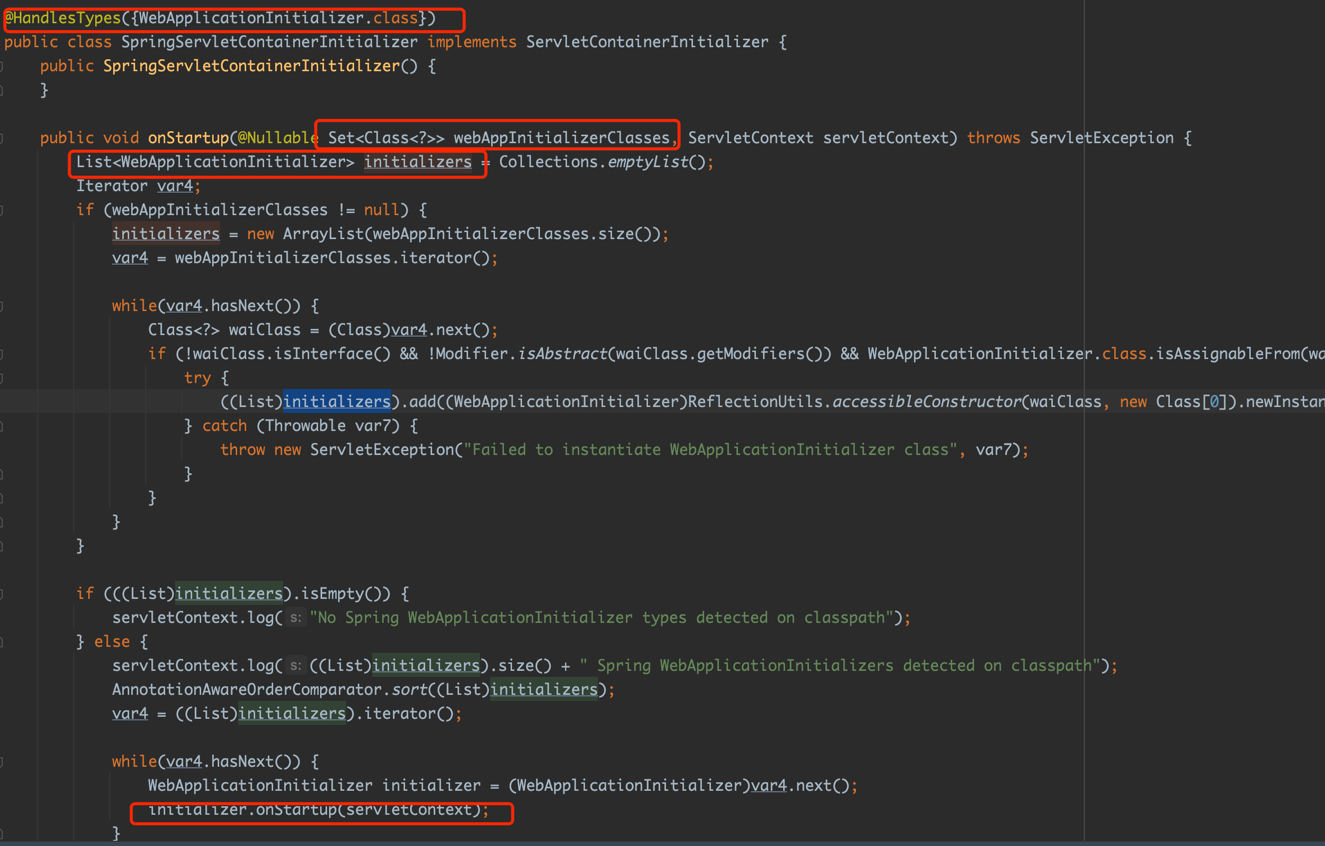 @HandlesTypes({WebApplicationInitializer.class})
public class SpringServletContainerInitializer implements ServletContainerInitializer {
    public SpringServletContainerInitializer() {
    }

    public void onStartup(@Nullable Set<Class<?>> webAppInitializerClasses, ServletContext servletContext) throws ServletException {
        List<WebApplicationInitializer> initializers = Collections.emptyList();
        Iterator var4;
        if (webAppInitializerClasses != null) {
            initializers = new ArrayList(webAppInitializerClasses.size());
            var4 = webAppInitializerClasses.iterator();

            while(var4.hasNext()) {
                Class<?> waiClass = (Class)var4.next();
                if (!waiClass.isInterface() && !Modifier.isAbstract(waiClass.getModifiers()) && WebApplicationInitializer.class.isAssignableFrom(wa
                    try {
                        ((List)initializers).add((WebApplicationInitializer)ReflectionUtils.accessibleConstructor(waiClass, new Class[0]).newInstan
                    } catch (Throwable var7) {
                        throw new ServletException("Failed to instantiate WebApplicationInitializer class", var7);
                    }
                }
            }
        }

        if (((List)initializers).isEmpty()) {
            servletContext.log( s: "No Spring WebApplicationInitializer types detected on classpath");
        } else {
            servletContext.log( s: ((List)initializers).size() + " Spring WebApplicationInitializers detected on classpath");
            AnnotationAwareOrderComparator.sort((List)initializers);
            var4 = ((List)initializers).iterator();

            while(var4.hasNext()) {
                WebApplicationInitializer initializer = (WebApplicationInitializer)var4.next();
                initializer.onStartup(servletContext);
            }